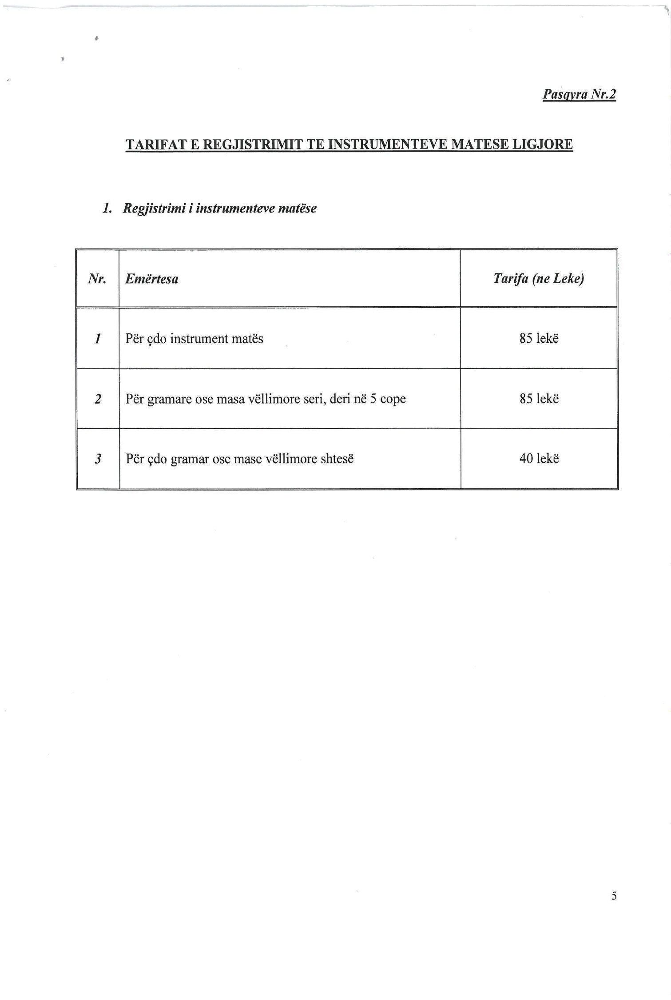 Pasqyra Nr.2
TARIFAT E REGJISTRIMIT TE INSTRUMENTEVE MATESE LIGJORE
1. Regjistrimi i instrumenteve matëse
Nr. Emërtesa Tarifa (ne Leke)
1 Për çdo instrument matës 85 lekë
2 Për gramare ose masa vëllimore seri, deri në 5 cope 85 lekë
3 Për çdo gramar ose mase vëllimore shtesë 40 lekë
5